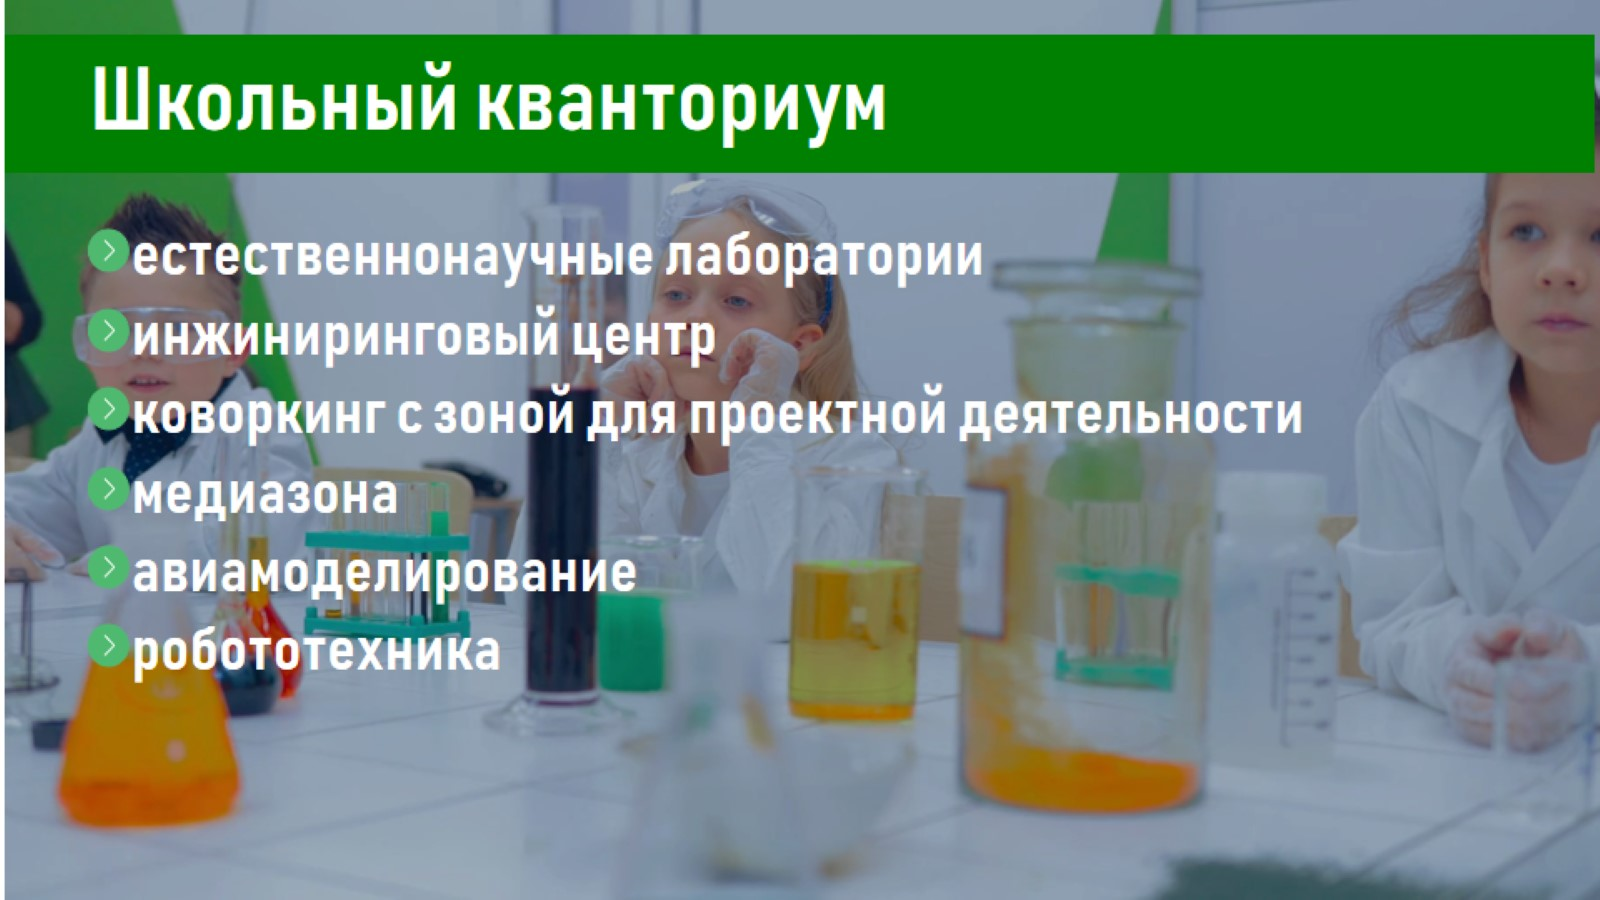 Школьный кванториум
естественнонаучные лаборатории
инжиниринговый центр
коворкинг с зоной для проектной деятельности
медиазона
авиамоделирование
робототехника